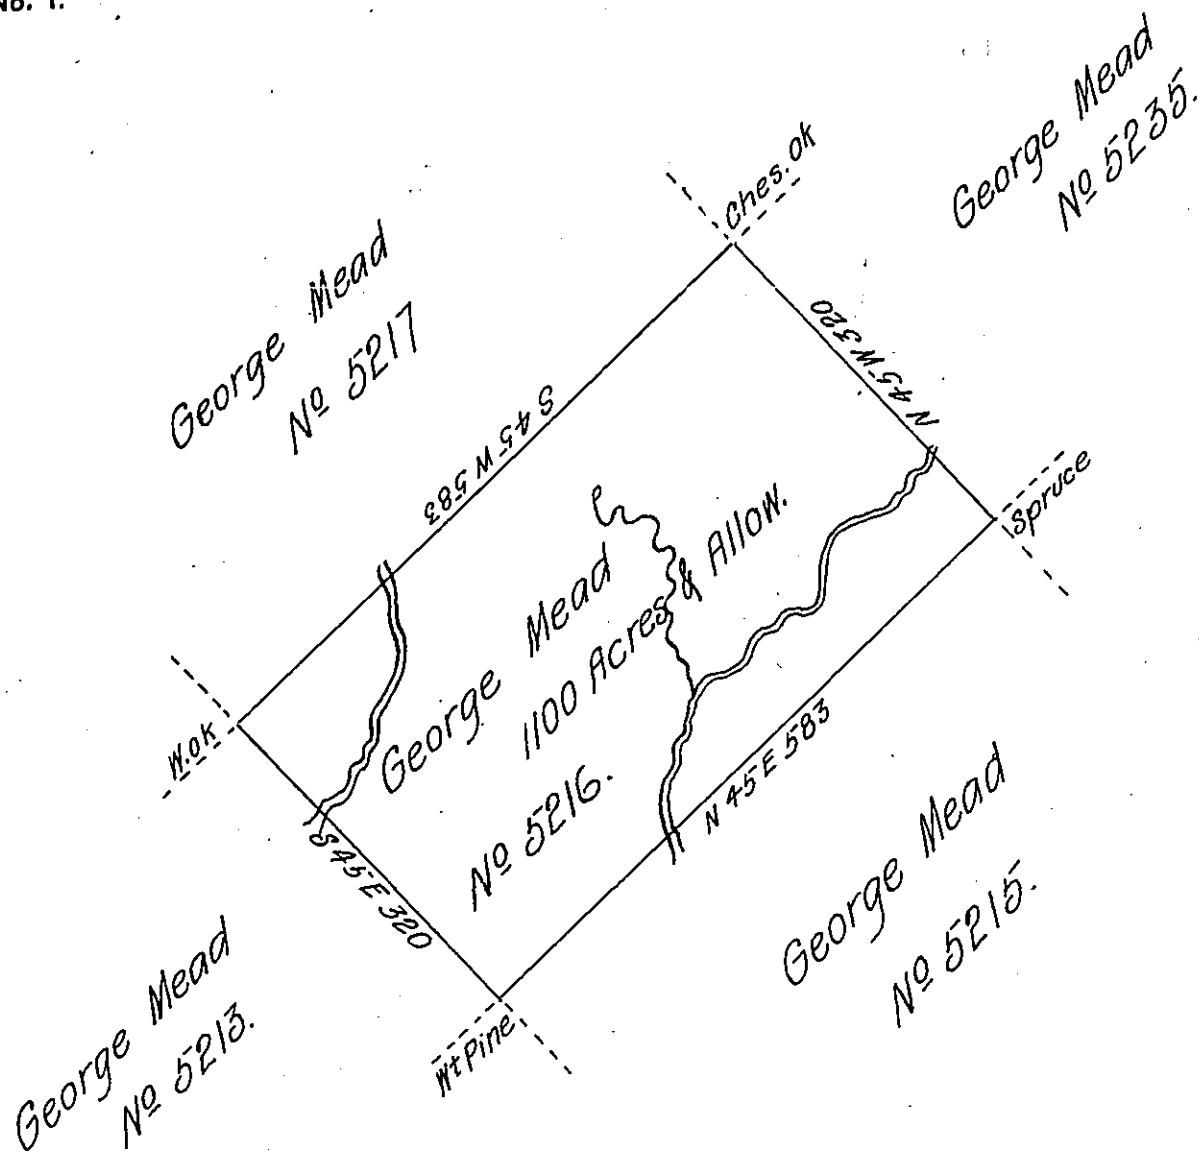 No. 1.
George Mead
Nº 5235.
Ches. Ok
George Mead
Nº 5217
N 45 W 320
S 45 W 583
Spruce
George Mead
1100 Acres & Allow.
Nº 5216.
W.ok
N 45 E 583
S 45 E 320
George Mead
Nº 5215.
George Mead
Nº 5213.
Wt Pine